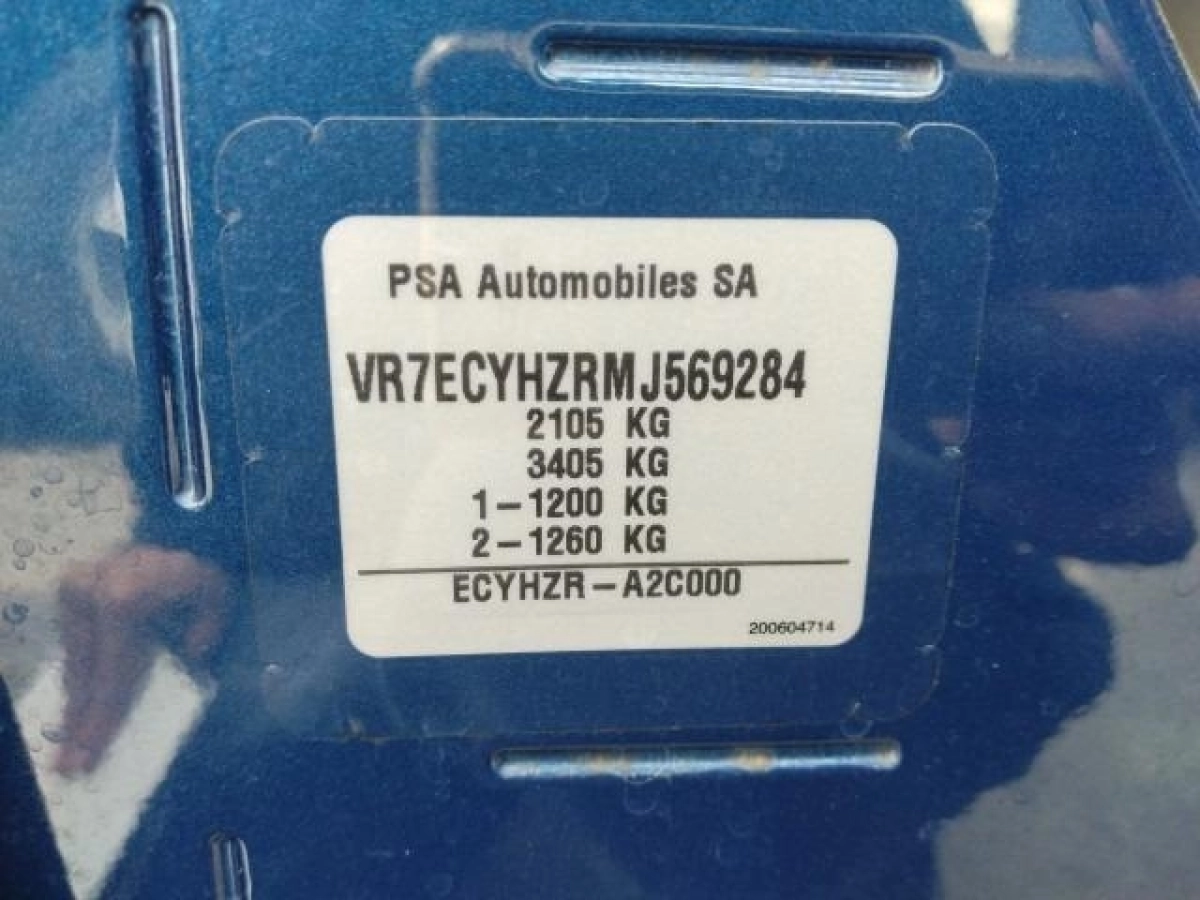 PSA Automobiles SA
VR7ECYHZRMJ569284
2105 KG
3405 KG
1-1200 KG
2-1260 KG
ECYHZR-A2C000
200604714